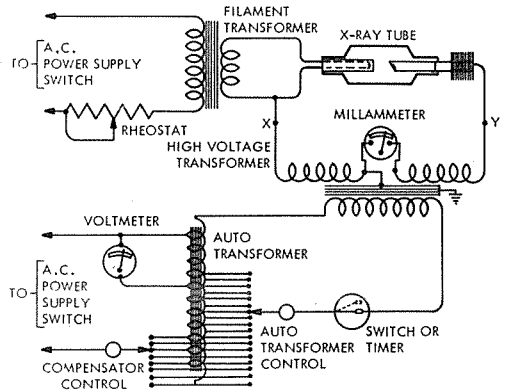 FILAMENT
TRANSFORMER
X-RAY TUBE
TO
A.C.
POWER SUPPLY
SWITCH
RHEOSTAT
X
MILLAMMETER
Y
HIGH VOLTAGE
TRANSFORMER
VOLTMETER
AUTO
TRANSFORMER
TO
A.C.
POWER
SUPPLY
SWITCH
AUTO
TRANSFORMER
CONTROL
SWITCH OR
TIMER
COMPENSATOR
CONTROL